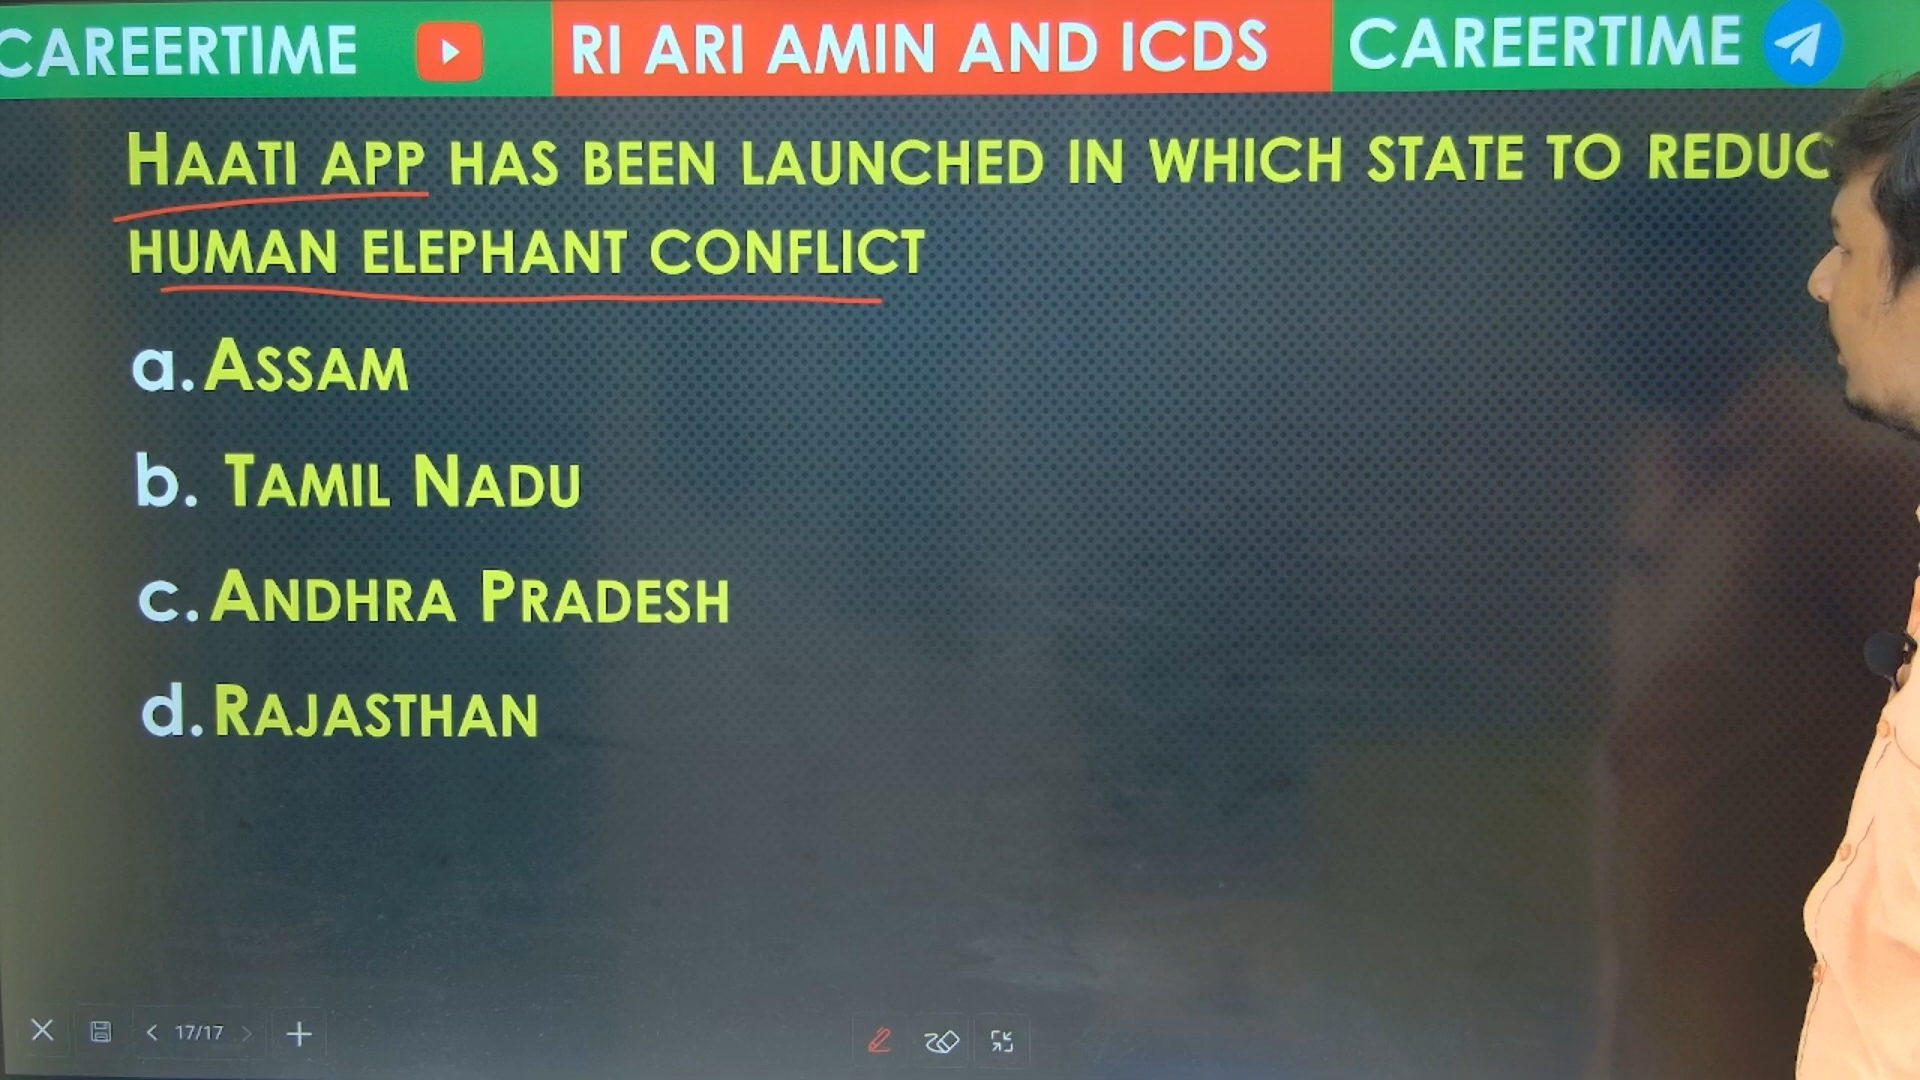 CAREERTIME RI ARI AMIN AND ICDS CAREERTIME
HAATI APP HAS BEEN LAUNCHED IN WHICH STATE TO REDUC
HUMAN ELEPHANT CONFLICT
a. ASSAM
b. TAMIL NADU
c. ANDHRA PRADESH
d. RAJASTHAN
17/17